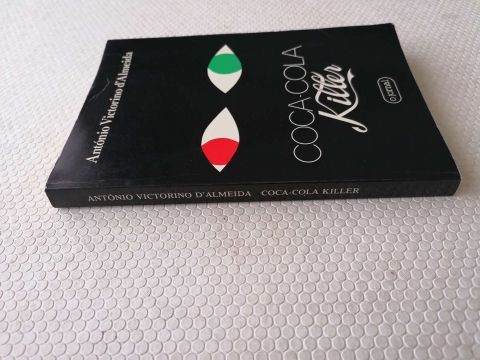 António Victorino d'Almeida
COCA-COLA
Killer
o jornal
ANTÓNIO VICTORINO D'ALMEIDA COCA-COLA KILLER